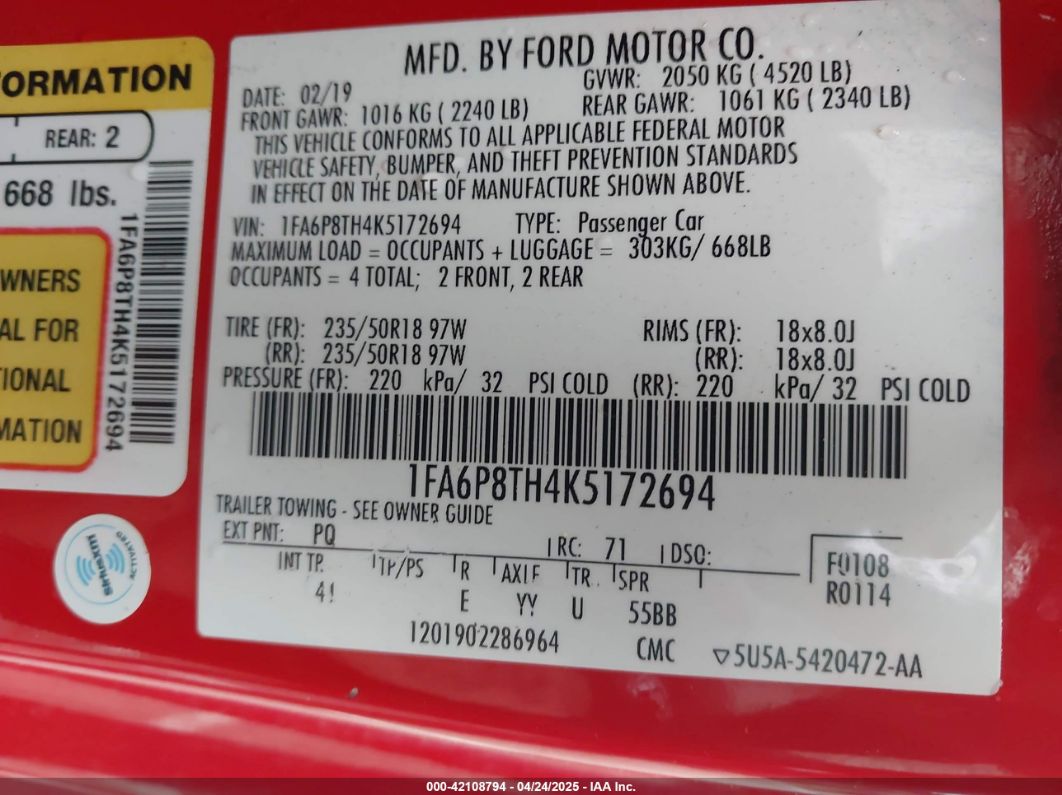 ORMATION
REAR: 2
668 lbs.
1FA6P8TH4K5172694
WNERS
AL FOR
TIONAL
MATION
siriusxm
ACTIVATED
MFD. BY FORD MOTOR CO.
DATE: 02/19 GVWR: 2050 KG ( 4520 LB)
FRONT GAWR: 1016 KG ( 2240 LB) REAR GAWR: 1061 KG ( 2340 LB)
THIS VEHICLE CONFORMS TO ALL APPLICABLE FEDERAL MOTOR
VEHICLE SAFETY, BUMPER, AND THEFT PREVENTION STANDARDS
IN EFFECT ON THE DATE OF MANUFACTURE SHOWN ABOVE.
VIN: 1FA6P8TH4K5172694 TYPE: Passenger Car
MAXIMUM LOAD = OCCUPANTS + LUGGAGE = 303KG/ 668LB
OCCUPANTS = 4 TOTAL; 2 FRONT, 2 REAR
TIRE (FR): 235/50R18 97W RIMS (FR): 18x8.0J
(RR): 235/50R18 97W (RR): 18x8.0J
PRESSURE (FR): 220 kPa/ 32 PSI COLD (RR): 220 kPa/ 32 PSI COLD
1FA6P8TH4K5172694
TRAILER TOWING - SEE OWNER GUIDE
EXT PNT: PQ RC: 71 DSO:
INT TR TP/PS R AXLE TR SPR F0108
4! E YY U 55BB R0114
1201902286964 CMC ▽5U5A-5420472-AA
000-42108794 - 04/24/2025 - IAA Inc.